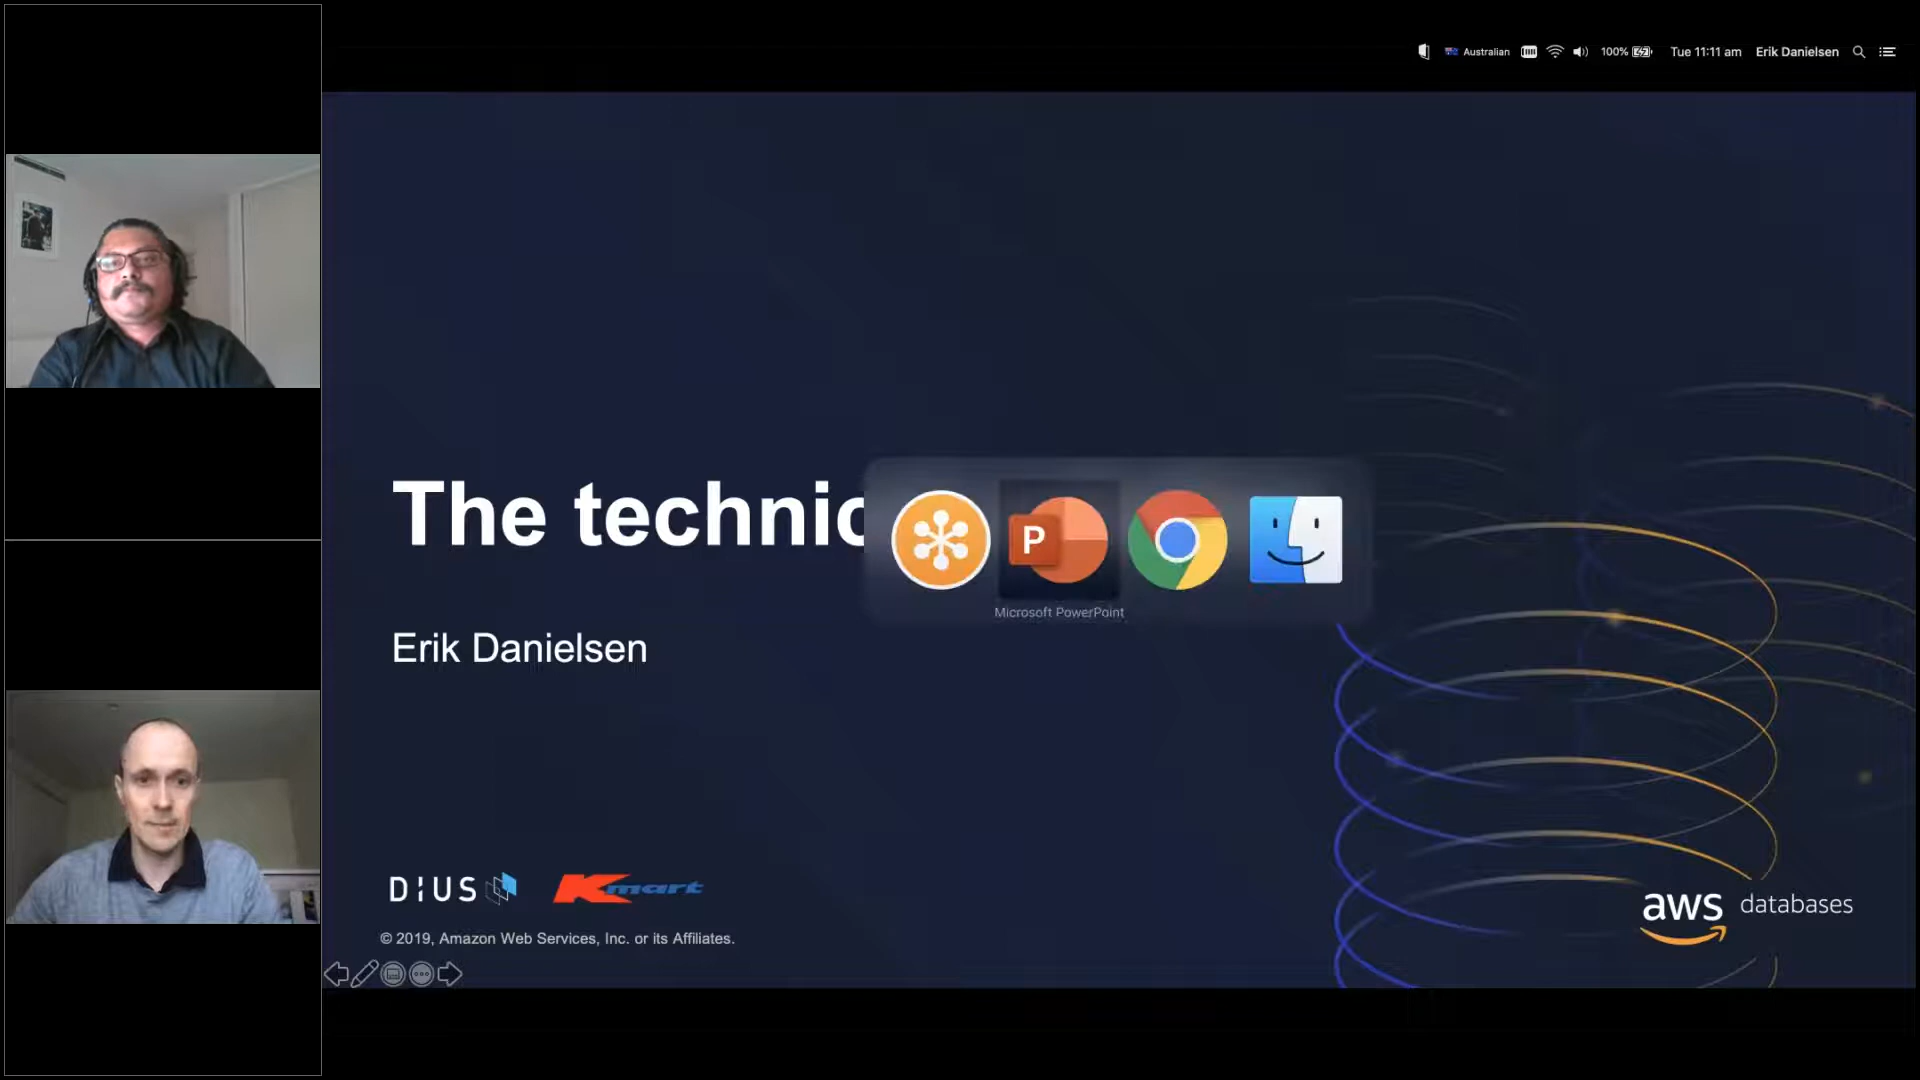 Australian
100%
Tue 11:11 am
Erik Danielsen
The technic
P
Microsoft PowerPoint
Erik Danielsen
DiUS
Kmart
aws databases
© 2019, Amazon Web Services, Inc. or its Affiliates.